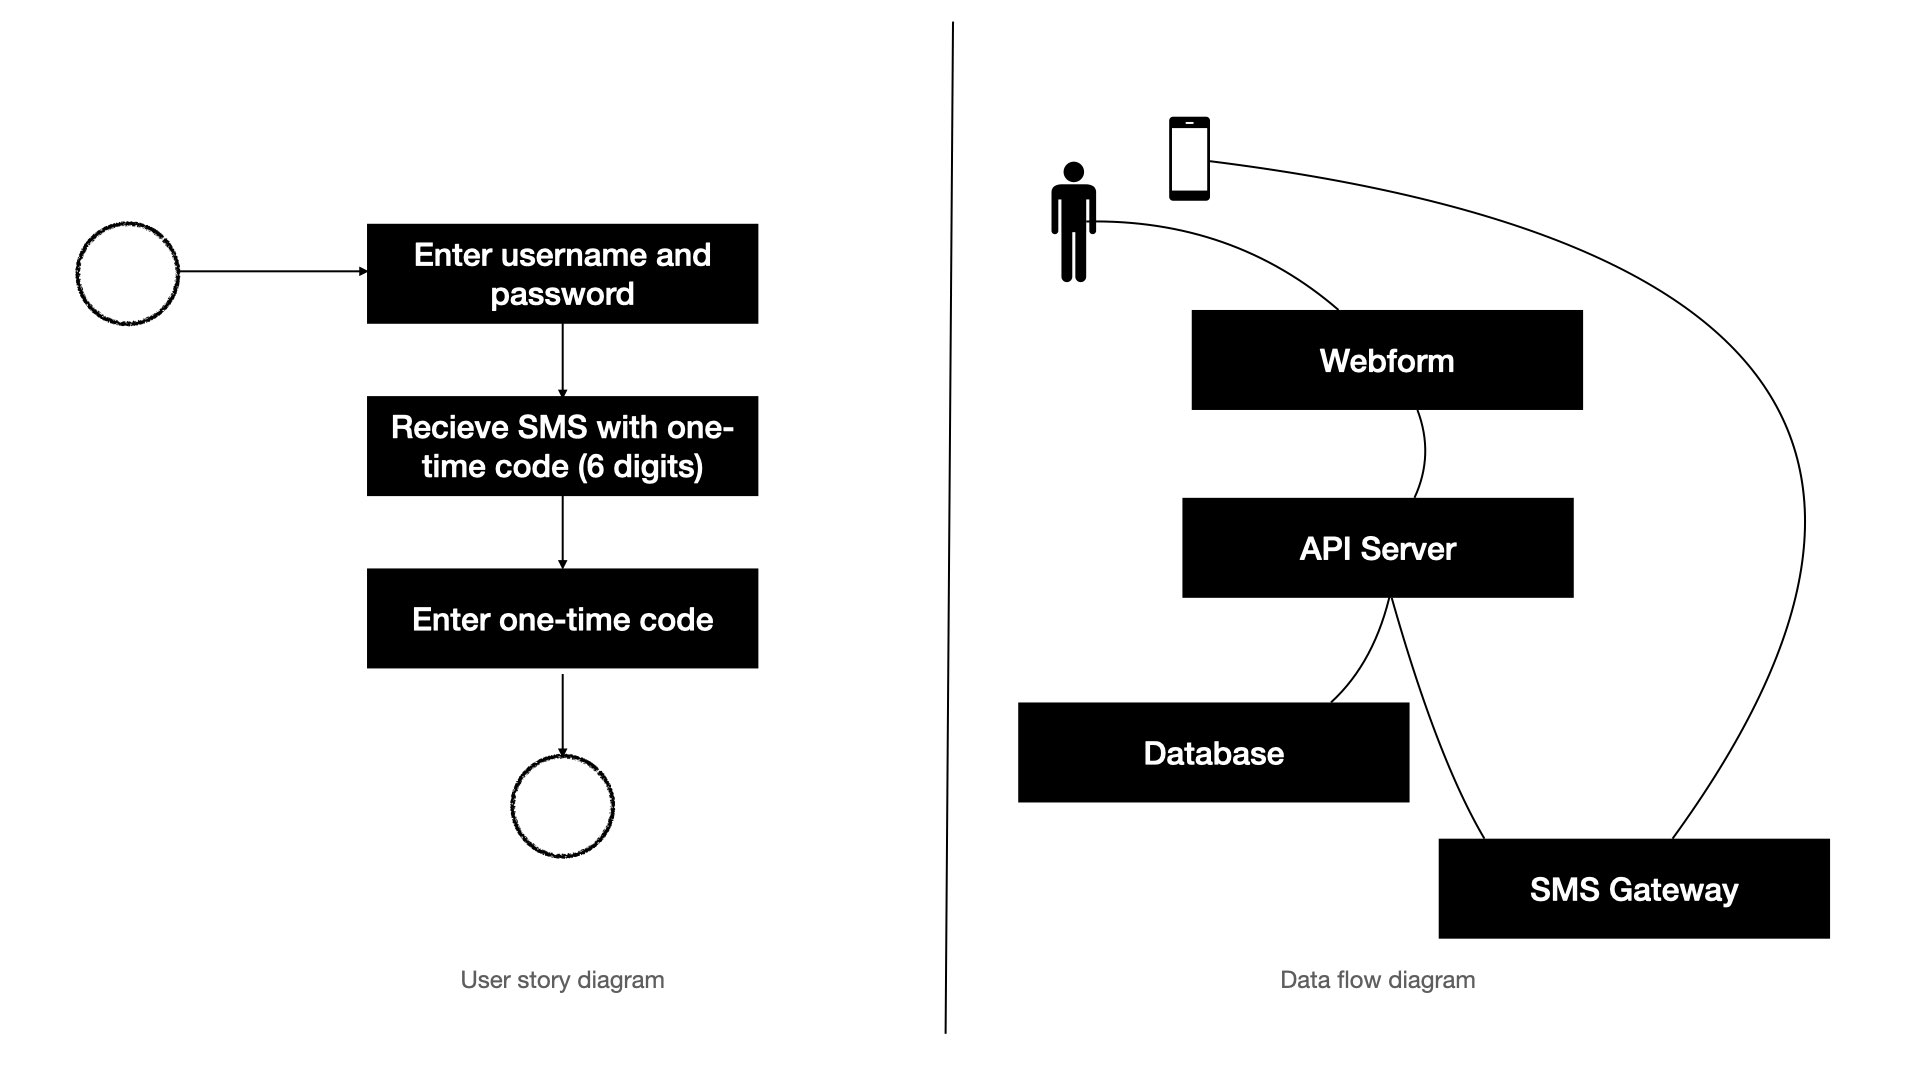 Enter username and
password
Recieve SMS with one-
time code (6 digits)
Enter one-time code
User story diagram
Webform
API Server
Database
SMS Gateway
Data flow diagram